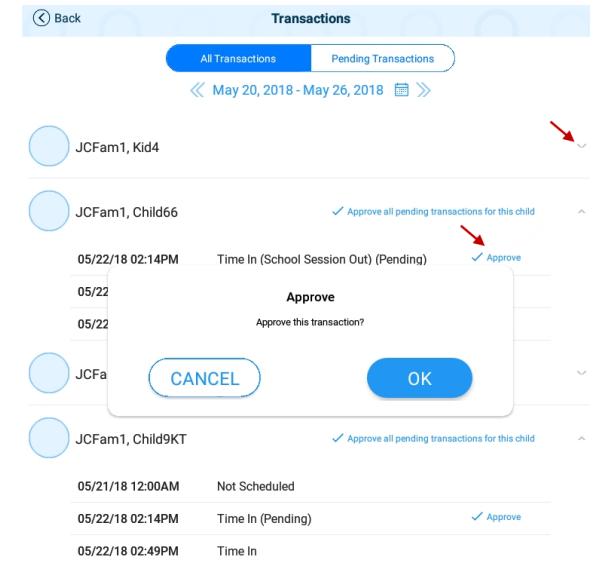 Back
Transactions
All Transactions
Pending Transactions
May 20, 2018 - May 26, 2018
JCFam1, Kid4
JCFam1, Child66
Approve all pending transactions for this child
05/22/18 02:14PM Time In (School Session Out) (Pending) Approve
05/22
Approve
05/22
Approve this transaction?
JCFa
CANCEL
OK
JCFam1, Child9KT
Approve all pending transactions for this child
05/21/18 12:00AM Not Scheduled
05/22/18 02:14PM Time In (Pending) Approve
05/22/18 02:49PM Time In